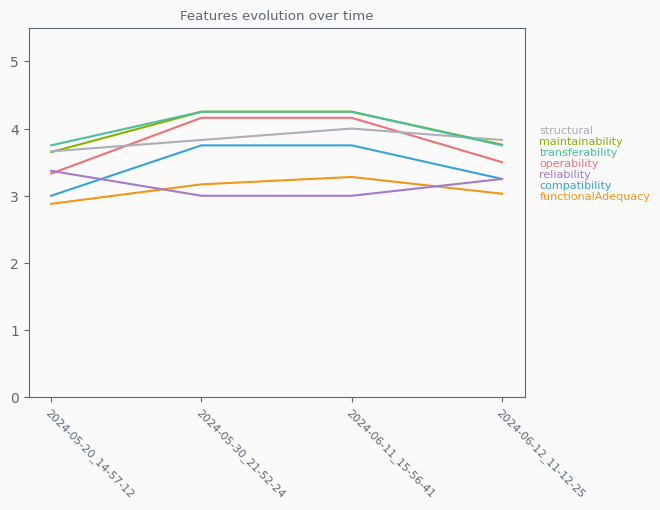 Features evolution over time
5
4
3
2
1
0
structural
maintainability
transferability
operability
reliability
compatibility
functionalAdequacy
2024-05-20_14-57-12
2024-05-30_21-52-24
2024-06-11_15-56-41
2024-06-12_11-12-25